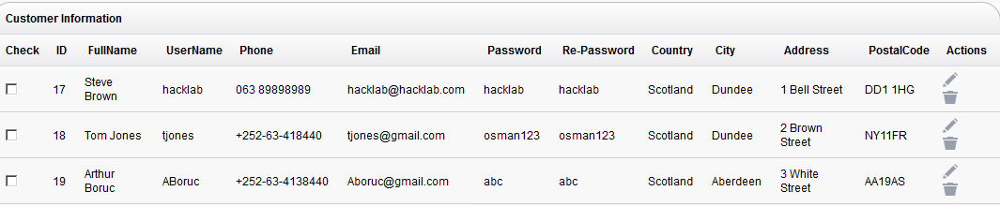 Customer Information
Check ID FullName UserName Phone Email Password Re-Password Country City Address PostalCode Actions
17 Steve Brown hacklab 063 89898989 hacklab@hacklab.com hacklab hacklab Scotland Dundee 1 Bell Street DD1 1HG
18 Tom Jones tjones +252-63-418440 tjones@gmail.com osman123 osman123 Scotland Dundee 2 Brown Street NY11FR
19 Arthur Boruc ABoruc +252-63-4138440 Aboruc@gmail.com abc abc Scotland Aberdeen 3 White Street AA19AS